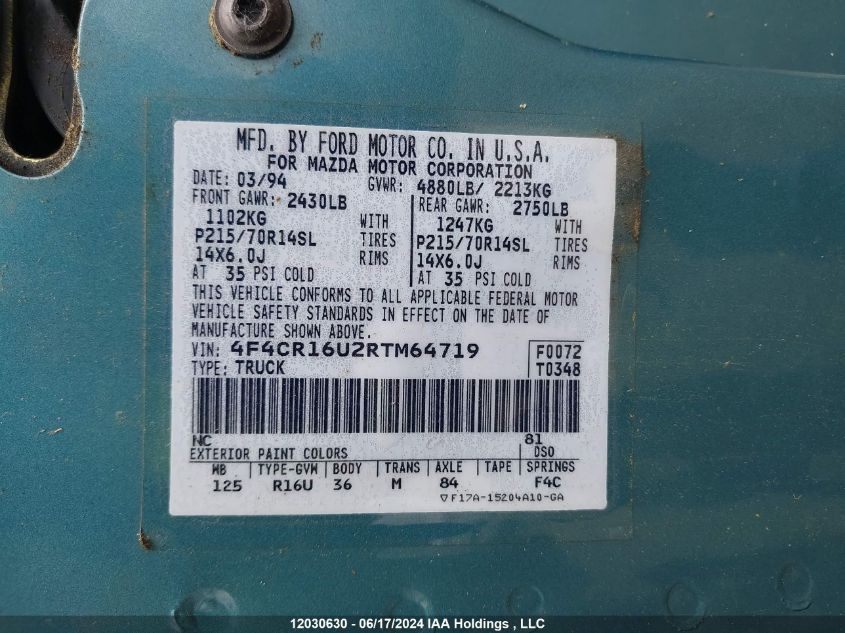 MFD. BY FORD MOTOR CO. IN U.S.A.
FOR MAZDA MOTOR CORPORATION
DATE: 03/94 GVWR: 4880LB/ 2213KG
FRONT GAWR: 2430LB REAR GAWR: 2750LB
1102KG WITH 1247KG WITH
P215/70R14SL TIRES P215/70R14SL TIRES
14X6.0J RIMS 14X6.0J RIMS
AT 35 PSI COLD AT 35 PSI COLD
THIS VEHICLE CONFORMS TO ALL APPLICABLE FEDERAL MOTOR
VEHICLE SAFETY STANDARDS IN EFFECT ON THE DATE OF
MANUFACTURE SHOWN ABOVE.
VIN: 4F4CR16U2RTM64719 F0072
TYPE: TRUCK T0348
NC 81
EXTERIOR PAINT COLORS DSO
WB TYPE-GVW BODY TRANS AXLE TAPE SPRINGS
125 R16U 36 M 84 F4C
▽F17A-15204A10-GA
12030630 - 06/17/2024 IAA Holdings , LLC